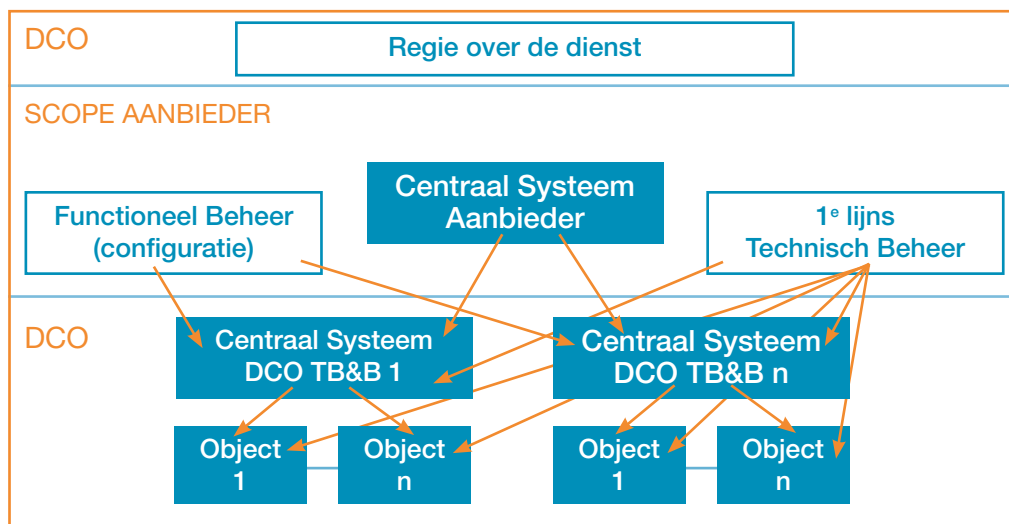 DCO
Regie over de dienst
SCOPE AANBIEDER
Functioneel Beheer
(configuratie)
Centraal Systeem
Aanbieder
1e lijns
Technisch Beheer
DCO
Centraal Systeem
DCO TB&B 1
Centraal Systeem
DCO TB&B n
Object
1
Object
n
Object
1
Object
n